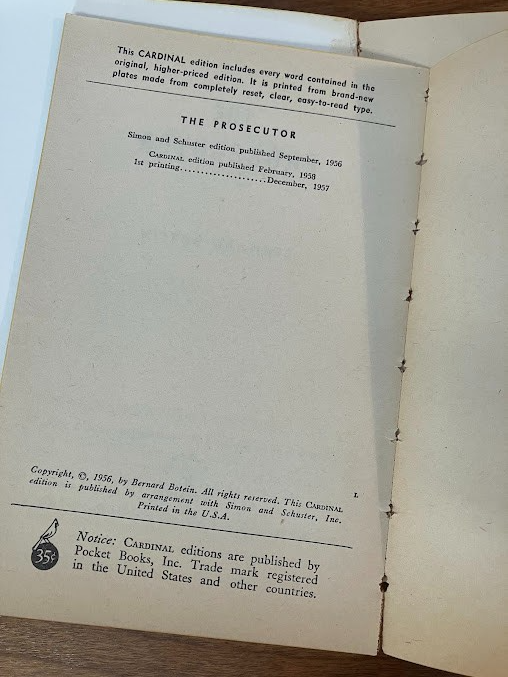 This CARDINAL edition includes every word contained in the
original, higher-priced edition. It is printed from brand-new
plates made from completely reset, clear, easy-to-read type.
THE PROSECUTOR
Simon and Schuster edition published September, 1956
CARDINAL edition published February, 1958
1st printing....................December, 1957
L
Copyright, ©, 1956, by Bernard Botein. All rights reserved. This CARDINAL
edition is published by arrangement with Simon and Schuster, Inc.
Printed in the U.S.A.
35¢
Notice: CARDINAL editions are published by
Pocket Books, Inc. Trade mark registered
in the United States and other countries.